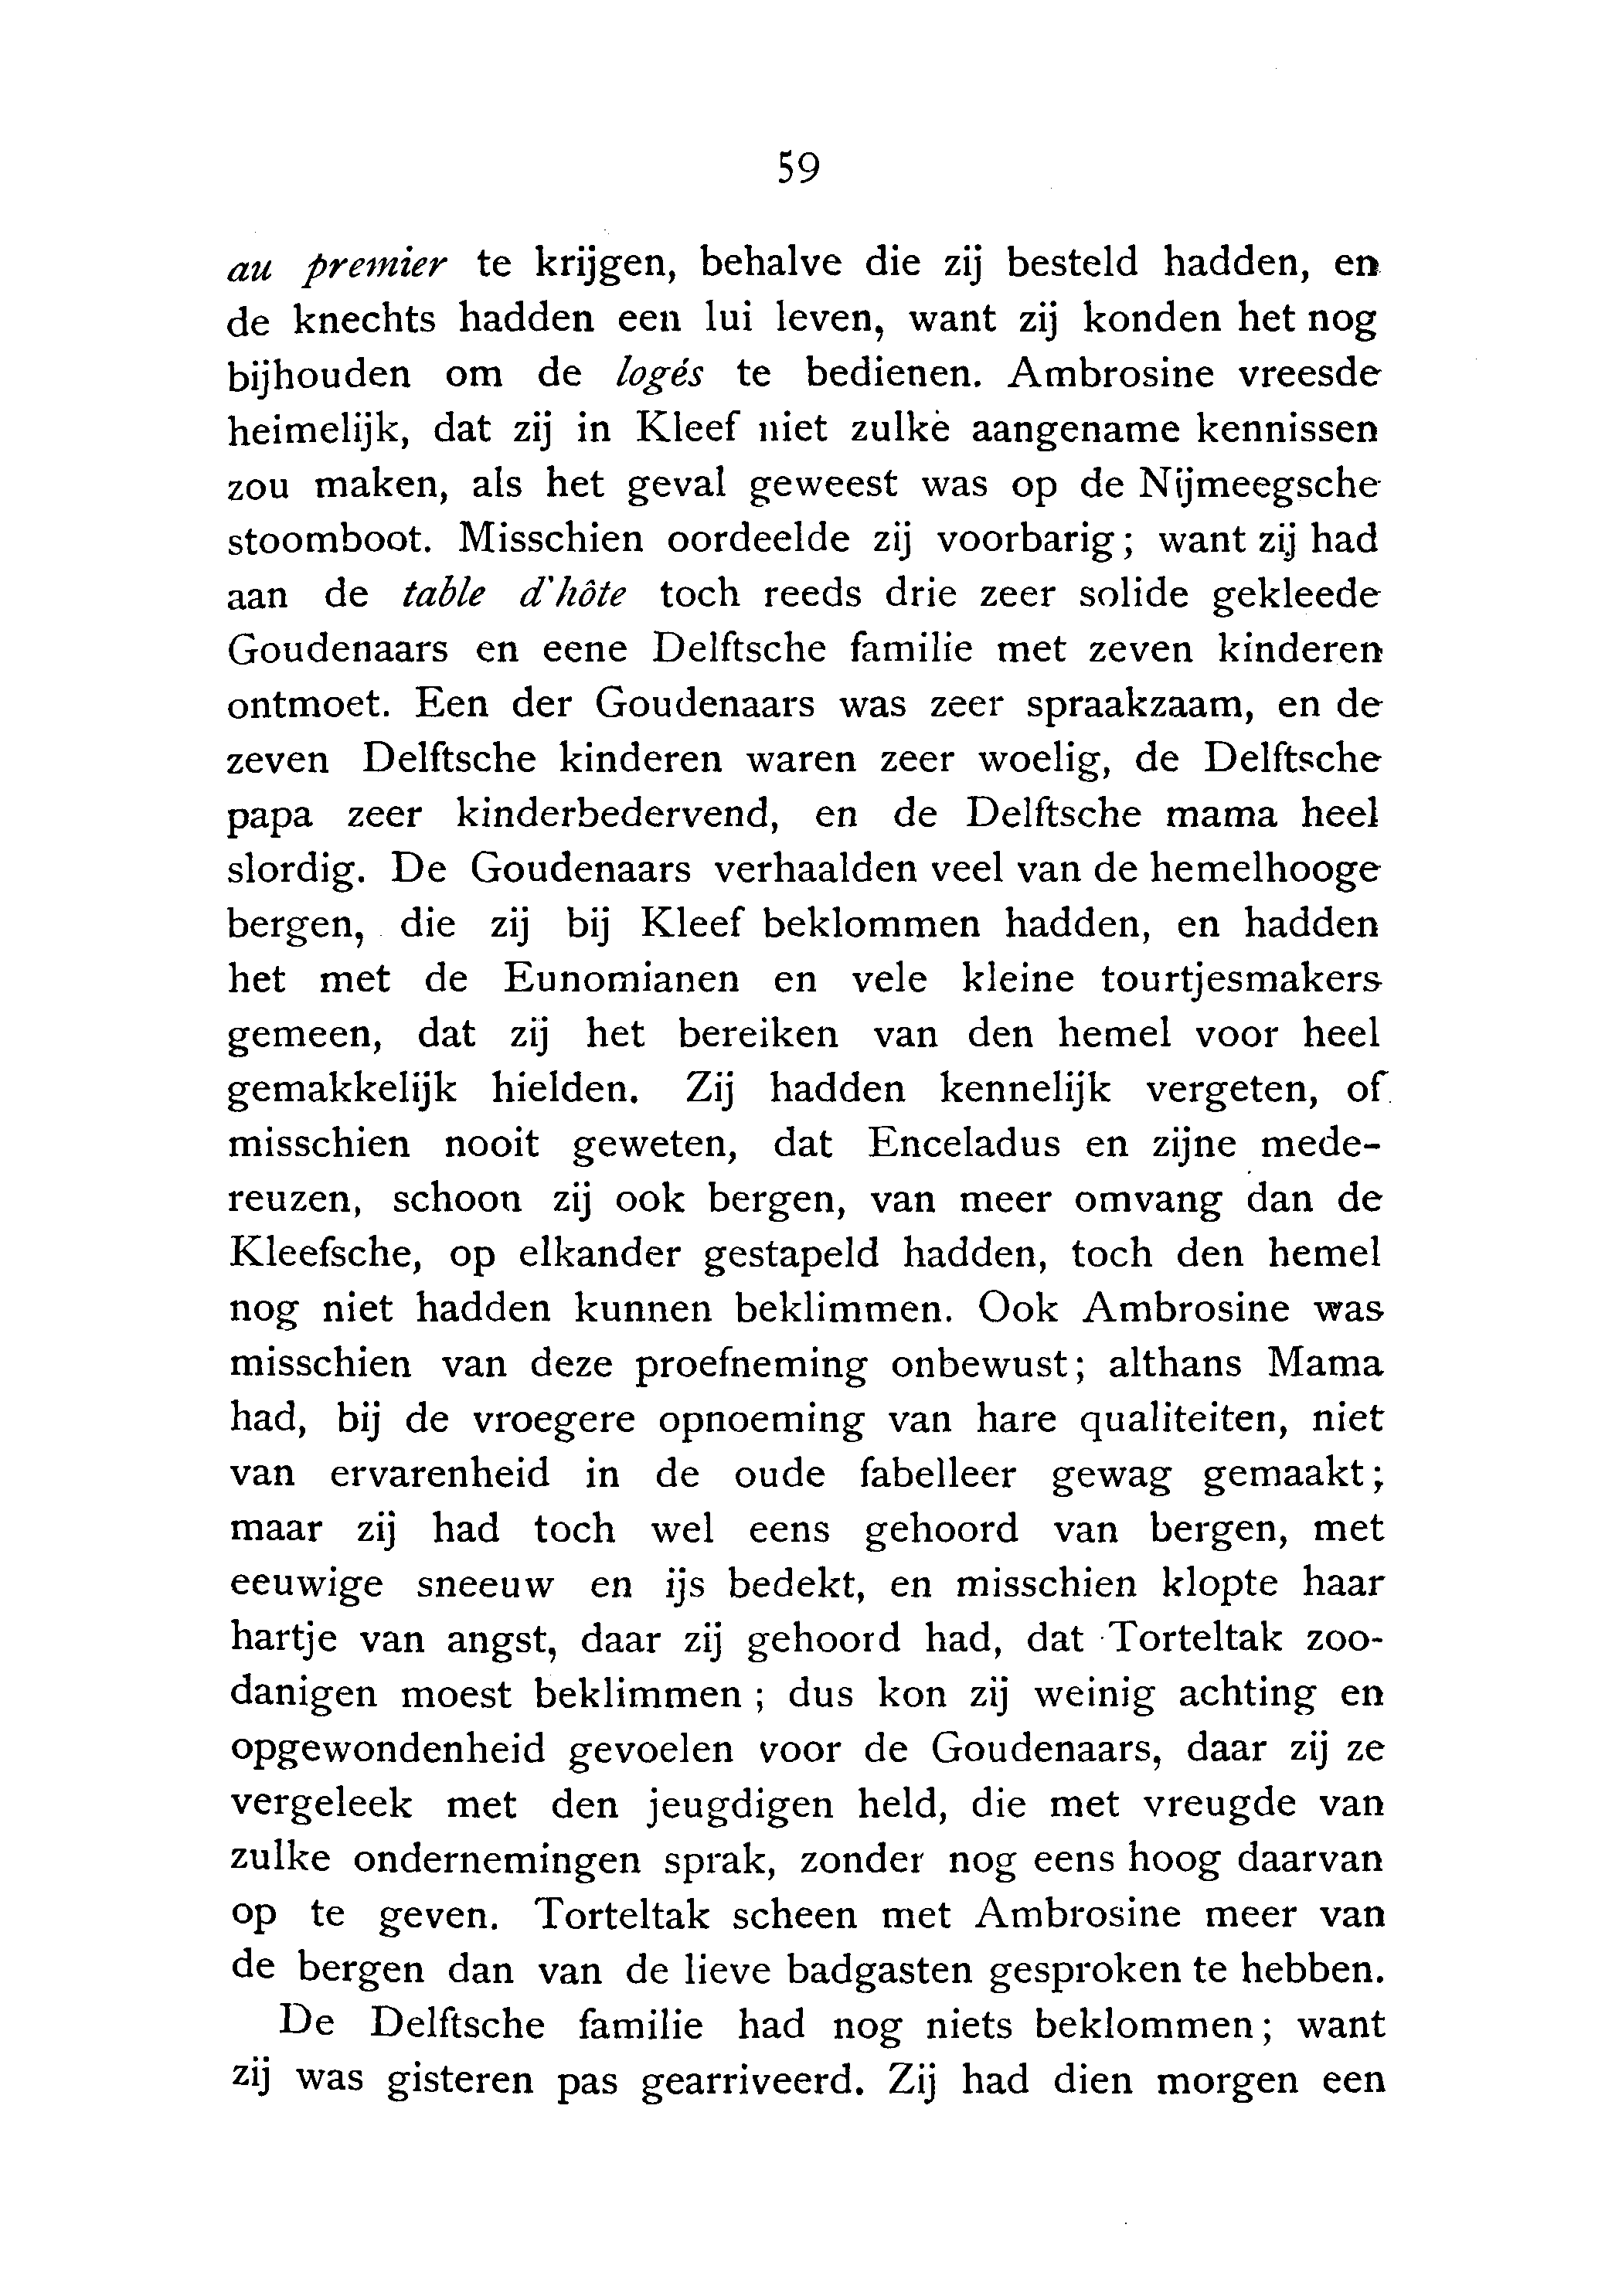 59
au premier te krijgen, behalve die zij besteld hadden, en
de knechts hadden een lui leven, want zij konden het nog
bijhouden om de logés te bedienen. Ambrosine vreesde
heimelijk, dat zij in Kleef niet zulke aangename kennissen
zou maken, als het geval geweest was op de Nijmeegsche
stoomboot. Misschien oordeelde zij voorbarig; want zij had
aan de table d'hôte toch reeds drie zeer solide gekleede
Goudenaars en eene Delftsche familie met zeven kinderen
ontmoet. Een der Goudenaars was zeer spraakzaam, en de
zeven Delftsche kinderen waren zeer woelig, de Delftsche
papa zeer kinderbedervend, en de Delftsche mama heel
slordig. De Goudenaars verhaalden veel van de hemelhooge
bergen, die zij bij Kleef beklommen hadden, en hadden
het met de Eunomianen en vele kleine tourtjesmakers
gemeen, dat zij het bereiken van den hemel voor heel
gemakkelijk hielden. Zij hadden kennelijk vergeten, of
misschien nooit geweten, dat Enceladus en zijne mede-
reuzen, schoon zij ook bergen, van meer omvang dan de
Kleefsche, op elkander gestapeld hadden, toch den hemel
nog niet hadden kunnen beklimmen. Ook Ambrosine was
misschien van deze proefneming onbewust; althans Mama
had, bij de vroegere opnoeming van hare qualiteiten, niet
van ervarenheid in de oude fabelleer gewag gemaakt;
maar zij had toch wel eens gehoord van bergen, met
eeuwige sneeuw en ijs bedekt, en misschien klopte haar
hartje van angst, daar zij gehoord had, dat Torteltak zoo-
danigen moest beklimmen; dus kon zij weinig achting en
opgewondenheid gevoelen voor de Goudenaars, daar zij ze
vergeleek met den jeugdigen held, die met vreugde van
zulke ondernemingen sprak, zonder nog eens hoog daarvan
op te geven. Torteltak scheen met Ambrosine meer van
de bergen dan van de lieve badgasten gesproken te hebben.
De Delftsche familie had nog niets beklommen; want
zij was gisteren pas gearriveerd. Zij had dien morgen een